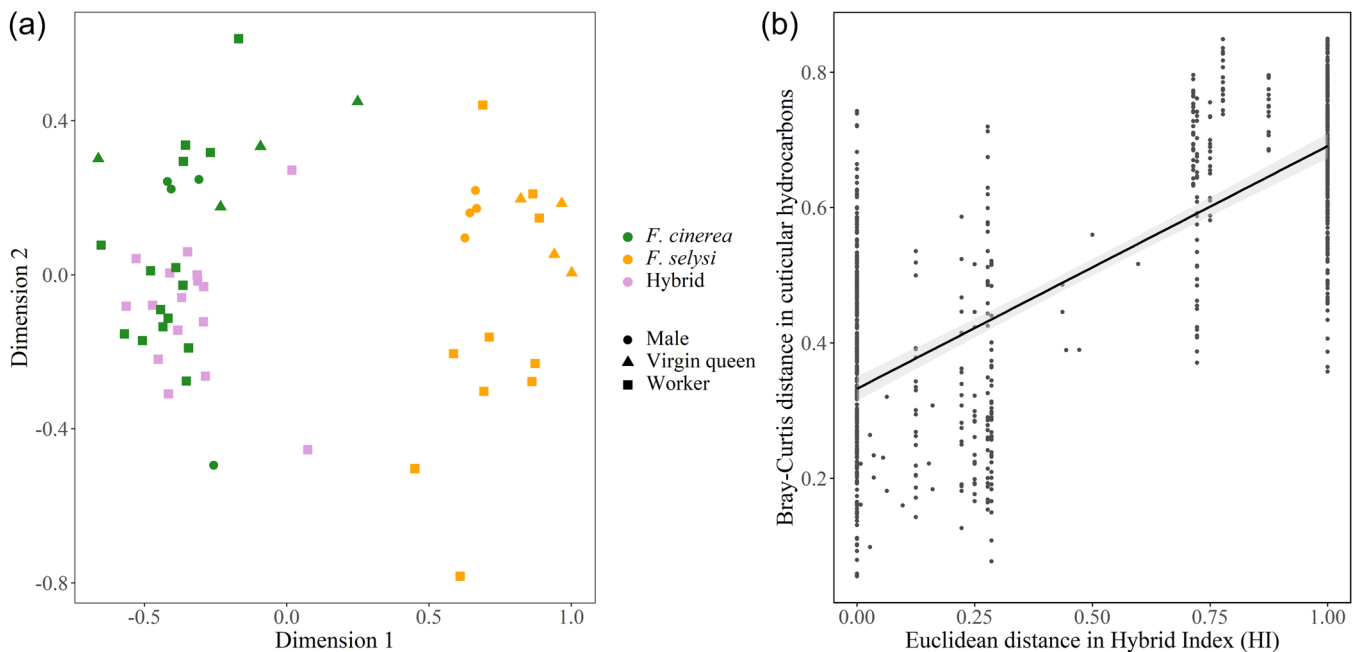 (a)
Dimension 2
0.4
0.0
-0.4
-0.8
-0.5
0.0
0.5
1.0
Dimension 1
F. cinerea
F. selysi
Hybrid
Male
Virgin queen
Worker
(b)
Bray-Curtis distance in cuticular hydrocarbons
0.8
0.6
0.4
0.2
0.00
0.25
0.50
0.75
1.00
Euclidean distance in Hybrid Index (HI)